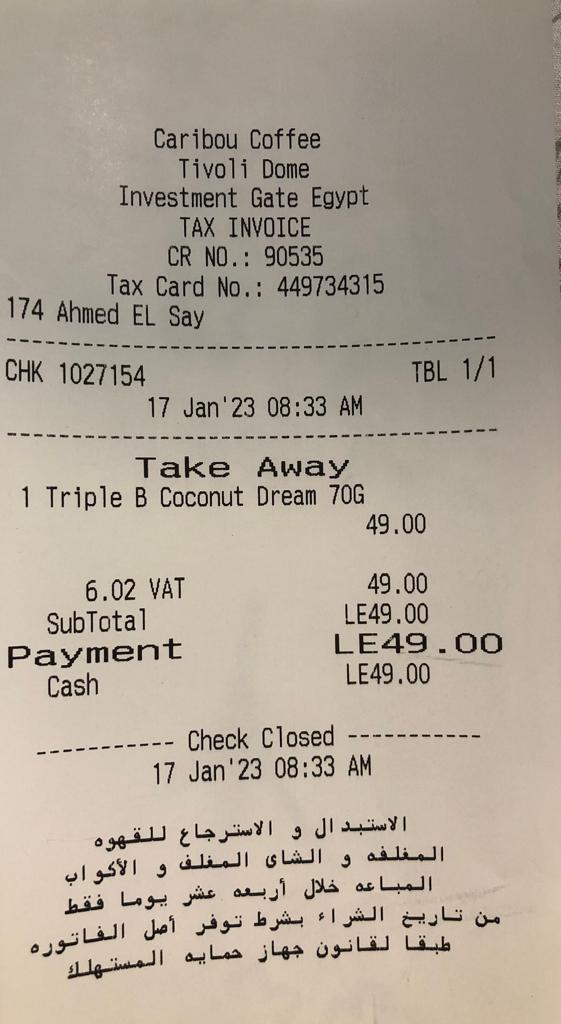 Caribou Coffee
Tivoli Dome
Investment Gate Egypt
TAX INVOICE
CR NO.: 90535
Tax Card No.: 449734315
174 Ahmed EL Say
CHK 1027154 TBL 1/1
17 Jan'23 08:33 AM
Take Away
1 Triple B Coconut Dream 70G
49.00
6.02 VAT 49.00
SubTotal LE49.00
Payment LE49.00
Cash LE49.00
----------- Check Closed -----------
17 Jan'23 08:33 AM
الاستبدال و الاسترجاع للقهوه
المغلفه و الشاى المغلف و الأكواب
المباعه خلال أربعه عشر يوما فقط
من تاريخ الشراء بشرط توفر أصل الفاتوره
طبقا لقانون جهاز حمايه المستهلك